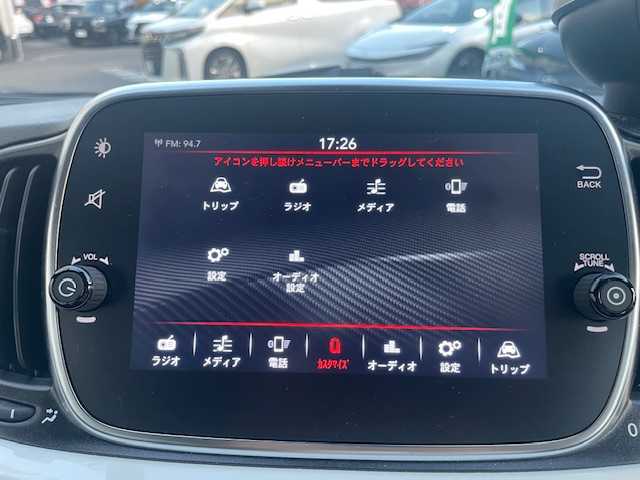 FM: 94.7
17:26
アイコンを押し続けメニューバーまでドラッグしてください
トリップ
ラジオ
メディア
電話
設定
オーディオ
設定
ラジオ
メディア
電話
ｶｽﾀﾏｲｽﾞ
オーディオ
設定
トリップ
VOL
BACK
SCROLL
TUNE
0